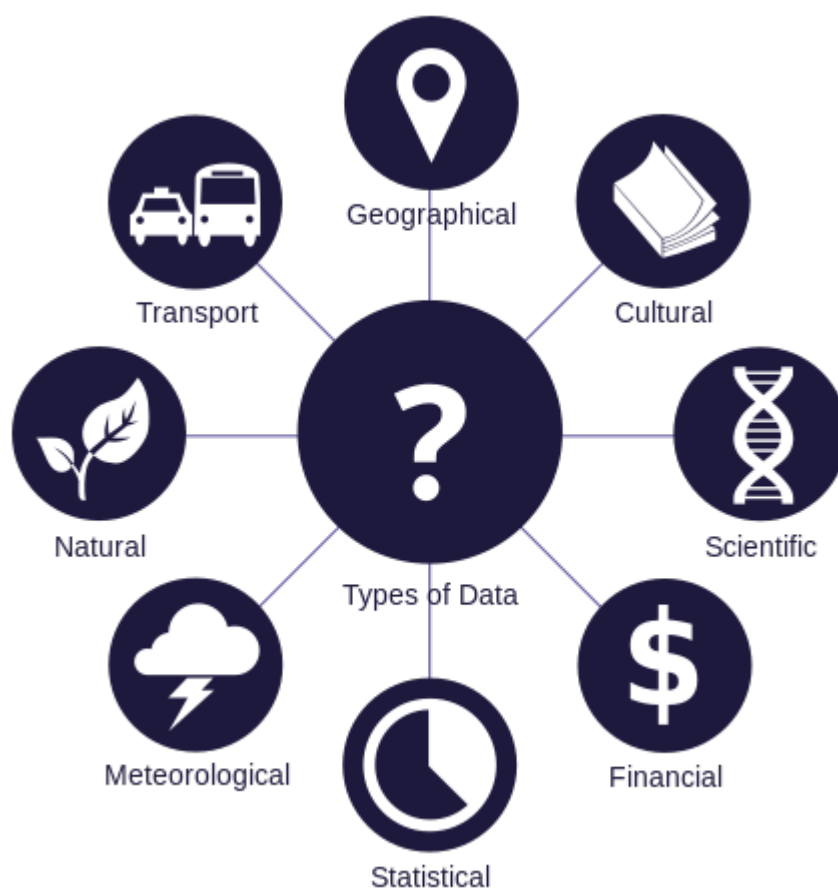 Geographical
Transport
Cultural
?
Natural
Scientific
Types of Data
$
Meteorological
Financial
Statistical